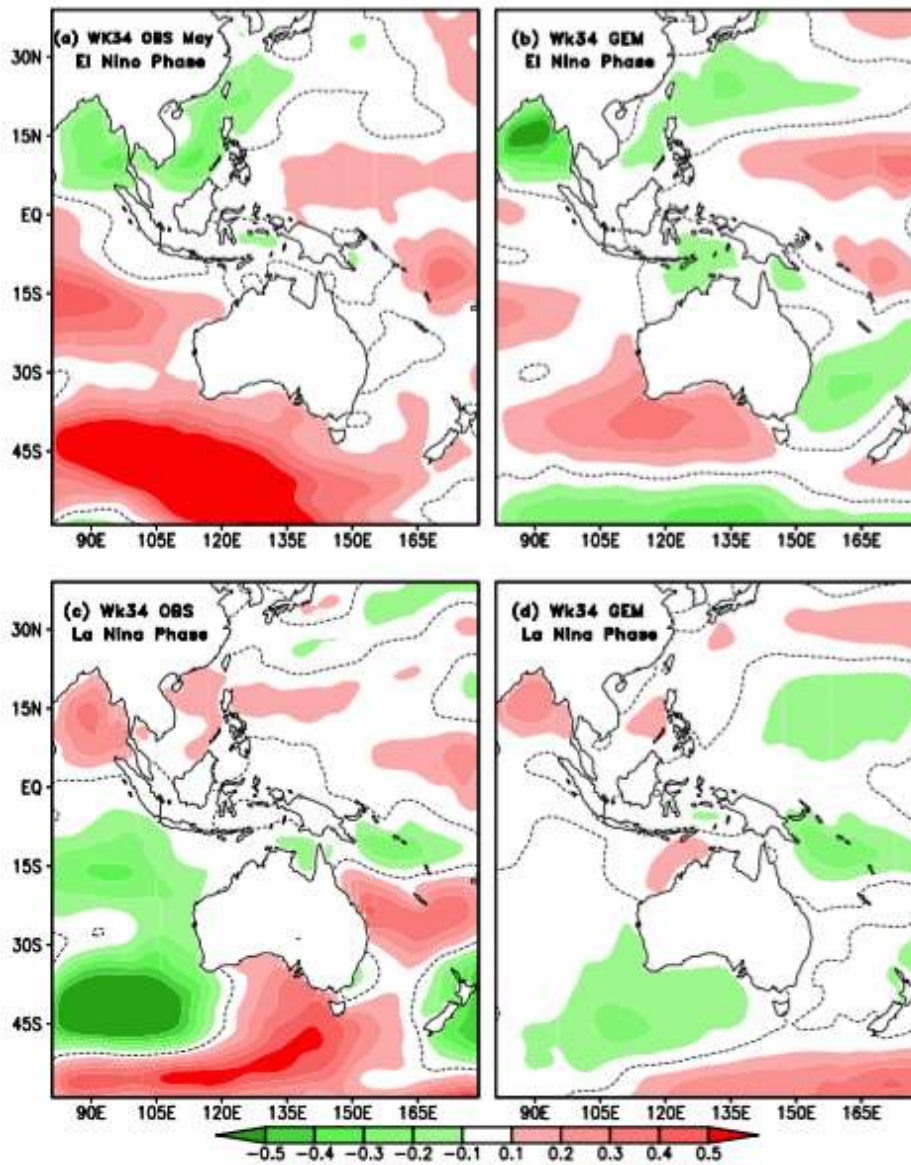 (a) WK34 OBS May
El Nino Phase
(b) Wk34 GEM
El Nino Phase
30N
15N
EQ
15S
30S
45S
90E 105E 120E 135E 150E 165E
90E 105E 120E 135E 150E 165E
(c) Wk34 OBS
La Nina Phase
(d) Wk34 GEM
La Nina Phase
30N
15N
EQ
15S
30S
45S
90E 105E 120E 135E 150E 165E
90E 105E 120E 135E 150E 165E
-0.5 -0.4 -0.3 -0.2 -0.1 0.1 0.2 0.3 0.4 0.5